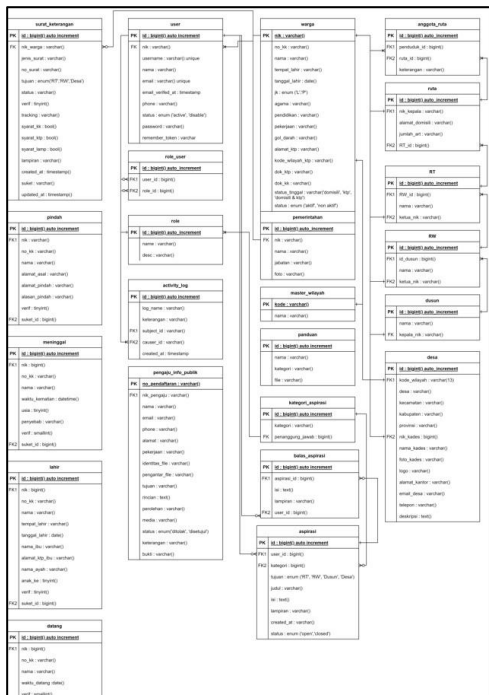 surat_keterangan
PK id : bigint() auto increment
FK nik_warga : varchar()
jenis_surat : varchar()
no_surat : varchar()
tujuan : enum('RT','RW','Desa')
status : varchar()
verif : tinyint()
tracking : varchar()
syarat_kk : bool()
syarat_ktp : bool()
syarat_lamp : bool()
lampiran : varchar()
created_at : timestamp()
suket : varchar()
updated_at : timestamp()
pindah
PK id : bigint() auto_increment
FK1 nik : varchar()
no_kk : varchar()
nama : varchar()
alamat_asal : varchar()
alamat_pindah : varchar()
alasan_pindah : varchar()
verif : tinyint()
FK2 suket_id : bigint()
meninggal
PK id : bigint() auto increment
FK1 nik : bigint()
no_kk : varchar()
nama : varchar()
waktu_kematian : datetime()
usia : tinyint()
penyebab : varchar()
verif : smallint()
FK2 suket_id : bigint()
lahir
PK id : bigint() auto increment
FK1 nik : bigint()
no_kk : varchar()
nama : varchar()
tempat_lahir : varchar()
tanggal_lahir : date()
nama_ibu : varchar()
alamat_ktp_ibu : varchar()
nama_ayah : varchar()
anak_ke : tinyint()
verif : tinyint()
FK2 suket_id : bigint()
datang
PK id : bigint() auto increment
FK1 nik : bigint()
no_kk : varchar()
nama : varchar()
waktu_datang :date()
verif : smallint()
user
PK id : bigint() auto increment
FK nik : varchar()
username : varchar() unique
name : varchar()
email : varchar() unique
email_verified_at : timestamp
phone : varchar()
status : enum ('active', 'disable')
password : varchar()
remember_token : varchar
role_user
PK id : bigint() auto_increment
FK1 user_id : bigint()
FK2 role_id : bigint()
role
PK id : bigint() auto_increment
name : varchar()
desc : varchar()
activity_log
PK id : bigint() auto increment
log_name : varchar()
keterangan : varchar()
FK1 subject_id : varchar()
FK2 causer_id : varchar()
created_at : timestamp
pengaju_info_publik
PK no_pendaftaran : varchar()
FK1 nik_pengaju : varchar()
nama : varchar()
email : varchar()
phone : varchar()
alamat : varchar()
pekerjaan : varchar()
identitas_file : varchar()
pengantar_file : varchar()
tujuan : varchar()
rincian : text()
perolehan : varchar()
media : varchar()
status : enum('ditolak', 'disetujui')
keterangan : varchar()
bukti : varchar()
warga
PK nik : varchar()
no_kk : varchar()
nama : varchar()
tempat_lahir : varchar()
tanggal_lahir : date()
jk : enum ('L','P')
agama : varchar()
pendidikan : varchar()
pekerjaan : varchar()
gol_darah : varchar()
alamat_ktp : varchar()
kode_wilayah_ktp : varchar()
dok_ktp : varchar()
dok_kk : varchar()
status_tinggal : varchar('domisili', 'ktp', 'domisili & ktp')
status : enum ('aktif', 'non aktif')
pemerintahan
PK id : bigint() auto_increment
FK nik : varchar()
nama : varchar()
jabatan : varchar()
foto : varchar()
master_wilayah
PK kode : varchar()
nama : varchar()
panduan
PK id : bigint() auto increment
nama : varchar()
kategori : varchar()
file : varchar()
kategori_aspirasi
PK id : bigint() auto increment
kategori : varchar()
FK penanggung_jawab : bigint()
balas_aspirasi
PK id : bigint() auto increment
FK1 aspirasi_id : bigint()
isi : text()
lampiran : varchar()
FK2 user_id : bigint()
aspirasi
PK id : bigint() auto increment
FK1 user_id : bigint()
FK2 kategori : bigint()
tujuan : enum ('RT', 'RW', 'Dusun', 'Desa')
judul : varchar()
isi : text()
lampiran : varchar()
created_at : varchar()
status : enum ('open','closed')
anggota_ruta
PK id : bigint() auto increment
FK1 penduduk_id : bigint()
FK2 ruta_id : bigint()
keterangan : varchar()
ruta
PK id : bigint() auto increment
FK1 nik_kepala : varchar()
alamat_domisili : varchar()
jumlah_art : varchar()
FK2 RT_id : bigint()
RT
PK id : bigint() auto increment
FK1 RW_id : bigint()
nama : varchar()
FK2 ketua_nik : varchar()
RW
PK id : bigint() auto increment
FK1 id_dusun : bigint()
nama : varchar()
FK2 ketua_nik : varchar()
dusun
PK id : bigint() auto increment
nama : varchar()
FK kepala_nik : varchar()
desa
PK id : bigint() auto increment
FK1 kode_wilayah : varchar(13)
desa : varchar()
kecamatan : varchar()
kabupaten : varchar()
provinsi : varchar()
FK2 nik_kades : varchar()
nama_kades : varchar()
foto_kades : varchar()
logo : varchar()
alamat_kantor : varchar()
email_desa : varchar()
telepon : varchar()
deskripsi : text()